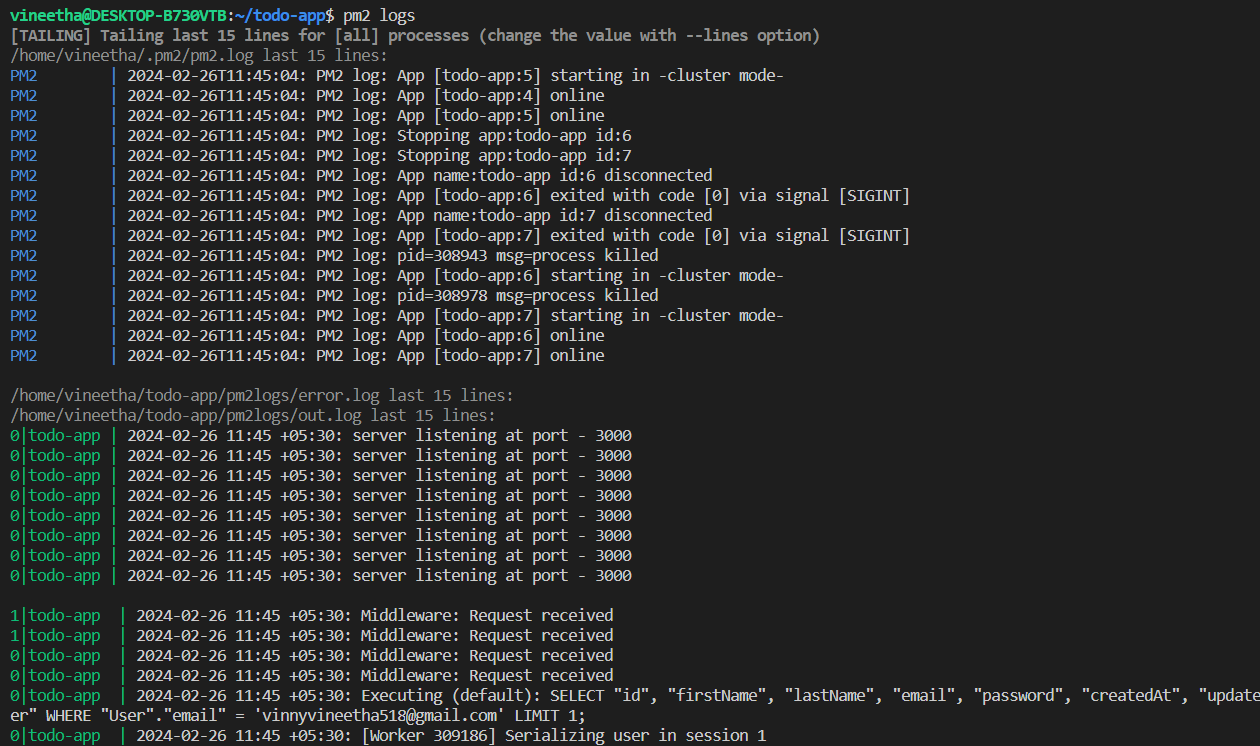 vineetha@DESKTOP-B730VTB:~/todo-app$ pm2 logs
[TAILING] Tailing last 15 lines for [all] processes (change the value with --lines option)
/home/vineetha/.pm2/pm2.log last 15 lines:
PM2        | 2024-02-26T11:45:04: PM2 log: App [todo-app:5] starting in -cluster mode-
PM2        | 2024-02-26T11:45:04: PM2 log: App [todo-app:4] online
PM2        | 2024-02-26T11:45:04: PM2 log: App [todo-app:5] online
PM2        | 2024-02-26T11:45:04: PM2 log: Stopping app:todo-app id:6
PM2        | 2024-02-26T11:45:04: PM2 log: Stopping app:todo-app id:7
PM2        | 2024-02-26T11:45:04: PM2 log: App name:todo-app id:6 disconnected
PM2        | 2024-02-26T11:45:04: PM2 log: App [todo-app:6] exited with code [0] via signal [SIGINT]
PM2        | 2024-02-26T11:45:04: PM2 log: App name:todo-app id:7 disconnected
PM2        | 2024-02-26T11:45:04: PM2 log: App [todo-app:7] exited with code [0] via signal [SIGINT]
PM2        | 2024-02-26T11:45:04: PM2 log: pid=308943 msg=process killed
PM2        | 2024-02-26T11:45:04: PM2 log: App [todo-app:6] starting in -cluster mode-
PM2        | 2024-02-26T11:45:04: PM2 log: pid=308978 msg=process killed
PM2        | 2024-02-26T11:45:04: PM2 log: App [todo-app:7] starting in -cluster mode-
PM2        | 2024-02-26T11:45:04: PM2 log: App [todo-app:6] online
PM2        | 2024-02-26T11:45:04: PM2 log: App [todo-app:7] online
/home/vineetha/todo-app/pm2logs/error.log last 15 lines:
/home/vineetha/todo-app/pm2logs/out.log last 15 lines:
0|todo-app | 2024-02-26 11:45 +05:30: server listening at port - 3000
0|todo-app | 2024-02-26 11:45 +05:30: server listening at port - 3000
0|todo-app | 2024-02-26 11:45 +05:30: server listening at port - 3000
0|todo-app | 2024-02-26 11:45 +05:30: server listening at port - 3000
0|todo-app | 2024-02-26 11:45 +05:30: server listening at port - 3000
0|todo-app | 2024-02-26 11:45 +05:30: server listening at port - 3000
0|todo-app | 2024-02-26 11:45 +05:30: server listening at port - 3000
0|todo-app | 2024-02-26 11:45 +05:30: server listening at port - 3000
1|todo-app  | 2024-02-26 11:45 +05:30: Middleware: Request received
1|todo-app  | 2024-02-26 11:45 +05:30: Middleware: Request received
0|todo-app  | 2024-02-26 11:45 +05:30: Middleware: Request received
0|todo-app  | 2024-02-26 11:45 +05:30: Middleware: Request received
0|todo-app  | 2024-02-26 11:45 +05:30: Executing (default): SELECT "id", "firstName", "lastName", "email", "password", "createdAt", "update
er" WHERE "User"."email" = 'vinnyvineetha518@gmail.com' LIMIT 1;
0|todo-app  | 2024-02-26 11:45 +05:30: [Worker 309186] Serializing user in session 1